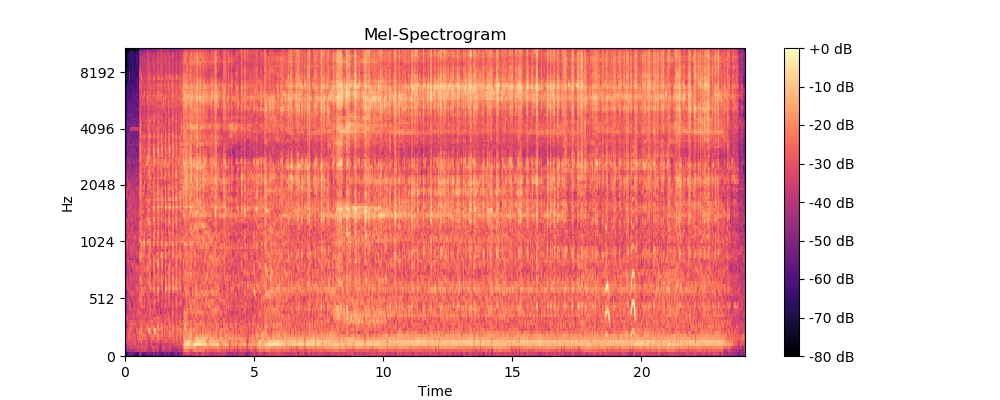 Mel-Spectrogram
8192
4096
2048
1024
512
0
Hz
0 5 10 15 20
Time
+0 dB
-10 dB
-20 dB
-30 dB
-40 dB
-50 dB
-60 dB
-70 dB
-80 dB